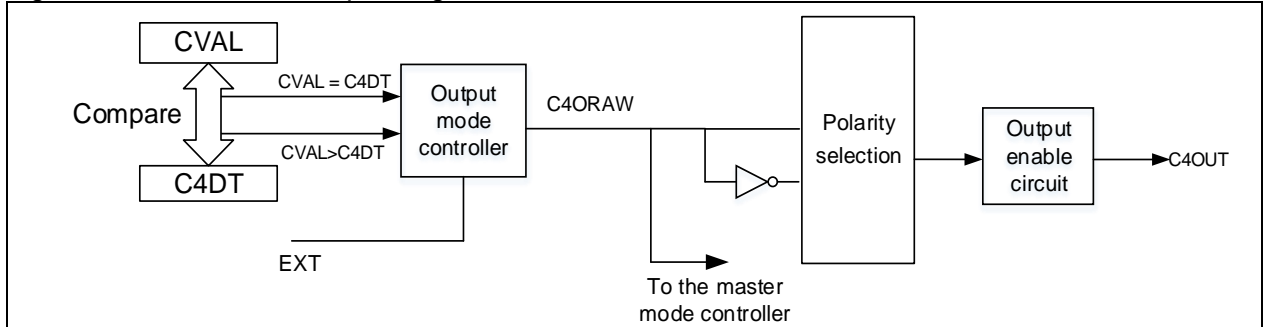 CVAL
Compare
C4DT
CVAL = C4DT
CVAL>C4DT
EXT
Output
mode
controller
C4ORAW
To the master
mode controller
Polarity
selection
Output
enable
circuit
C4OUT